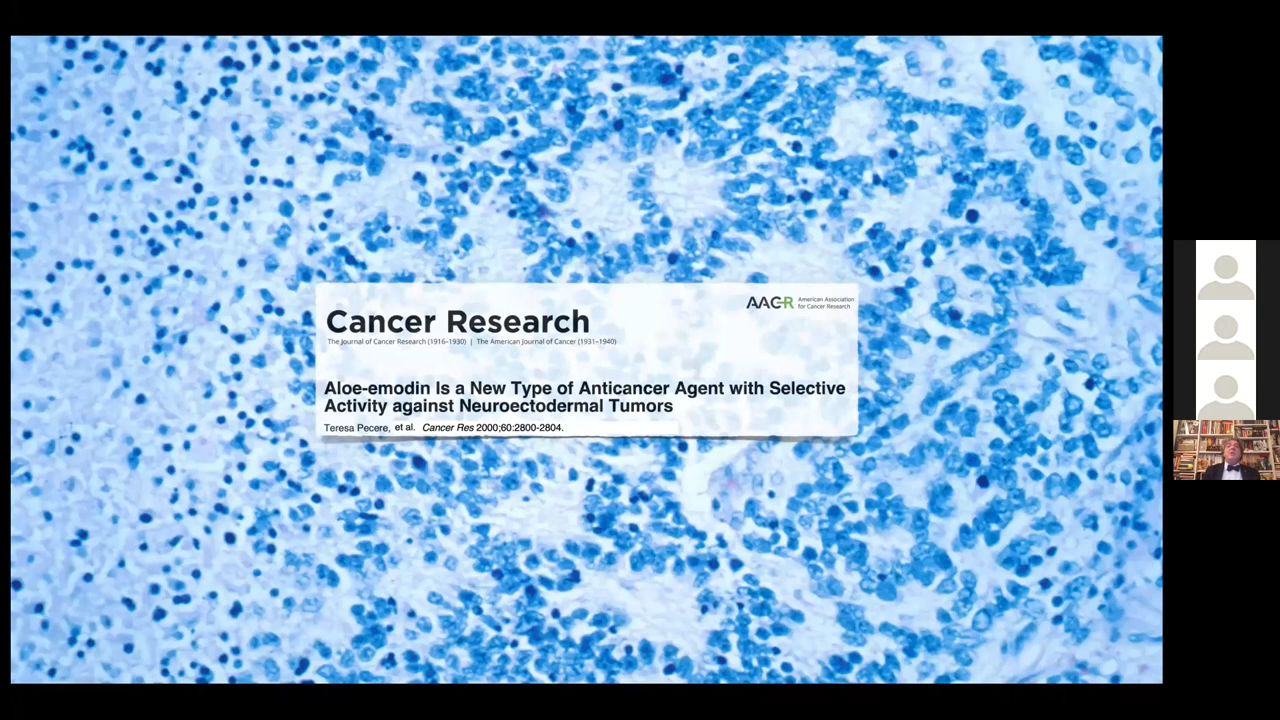 AACR American Association
for Cancer Research
Cancer Research
The Journal of Cancer Research (1916–1930) | The American Journal of Cancer (1931–1940)
Aloe-emodin Is a New Type of Anticancer Agent with Selective
Activity against Neuroectodermal Tumors
Teresa Pecere, et al. Cancer Res 2000;60:2800-2804.